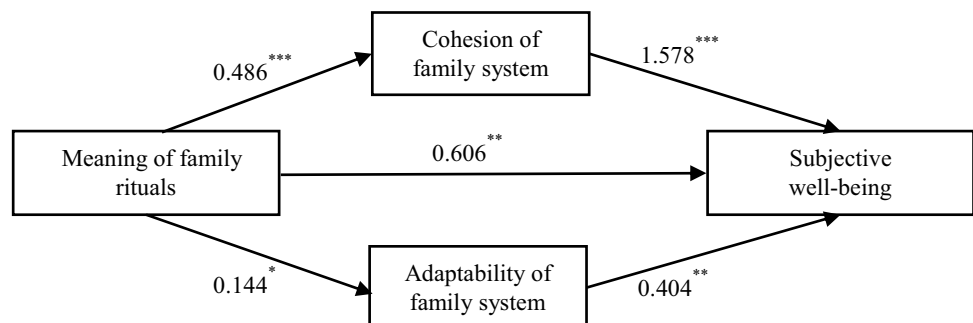 Cohesion of
family system
0.486***
1.578***
Meaning of family
rituals
0.606**
Subjective
well-being
0.144*
Adaptability of
family system
0.404**